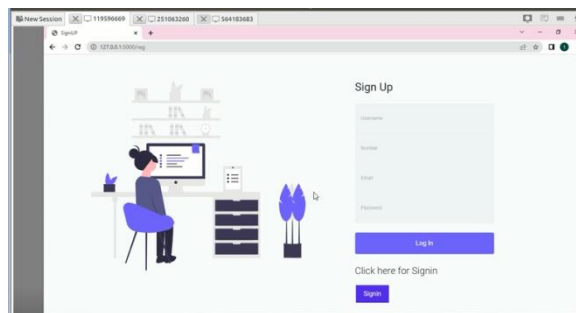 New Session 119596669 251063260 564183683
SignUP
127.0.0.1:5000/reg
Sign Up
Username
Number
Email
Password
Log In
Click here for Signin
Signin